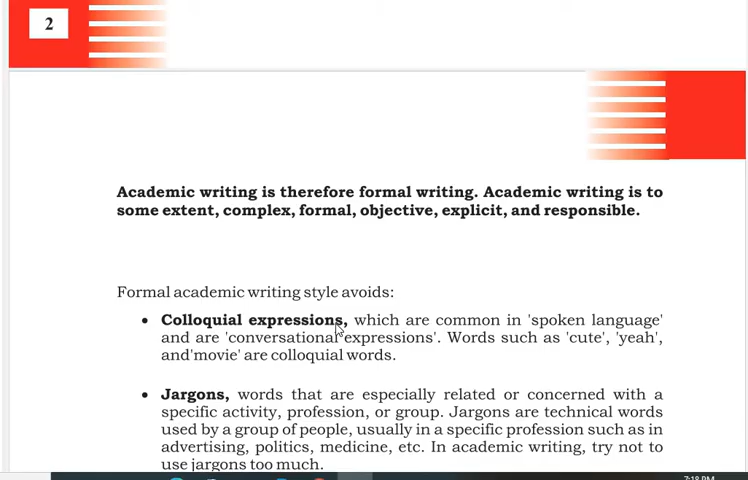 2
Academic writing is therefore formal writing. Academic writing is to
some extent, complex, formal, objective, explicit, and responsible.
Formal academic writing style avoids:
• Colloquial expressions, which are common in 'spoken language'
and are 'conversational expressions'. Words such as 'cute', 'yeah',
and'movie' are colloquial words.
• Jargons, words that are especially related or concerned with a
specific activity, profession, or group. Jargons are technical words
used by a group of people, usually in a specific profession such as in
advertising, politics, medicine, etc. In academic writing, try not to
use jargons too much.
7:18 PM